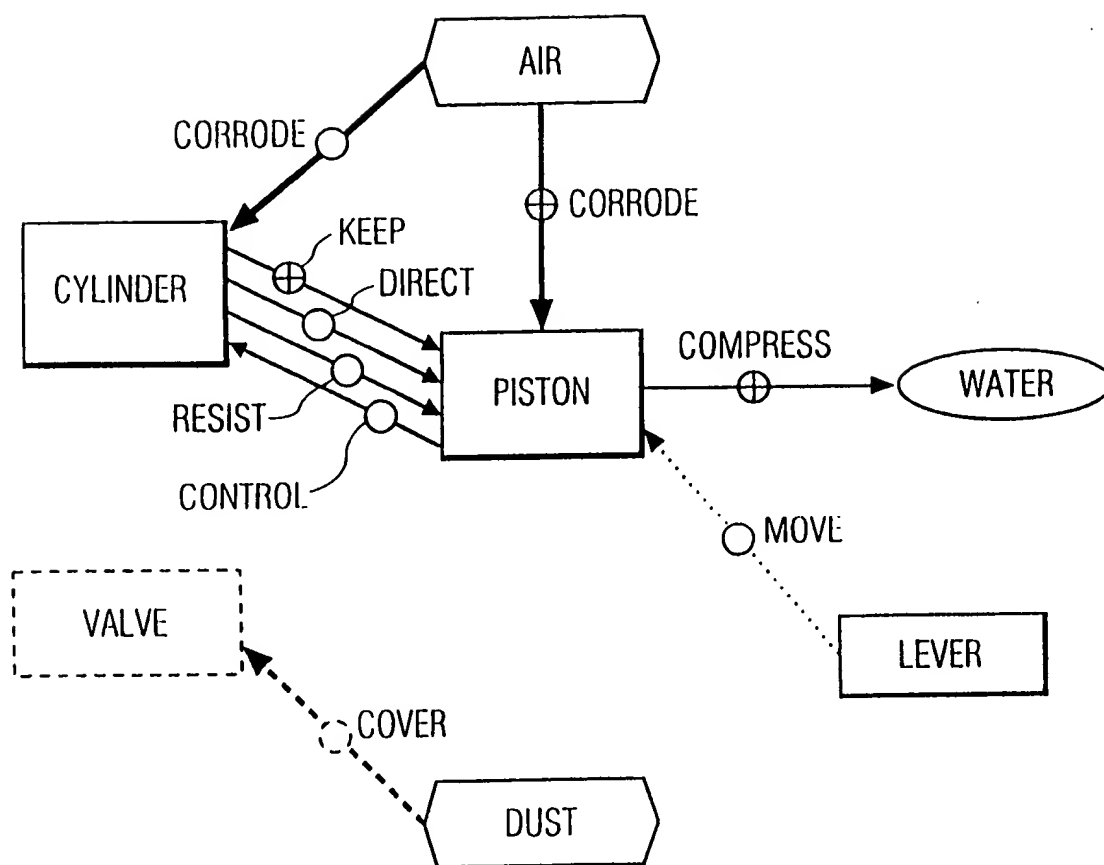 AIR
CORRODE
CORRODE
KEEP
CYLINDER
DIRECT
COMPRESS
PISTON
WATER
RESIST
CONTROL
MOVE
VALVE
LEVER
COVER
DUST